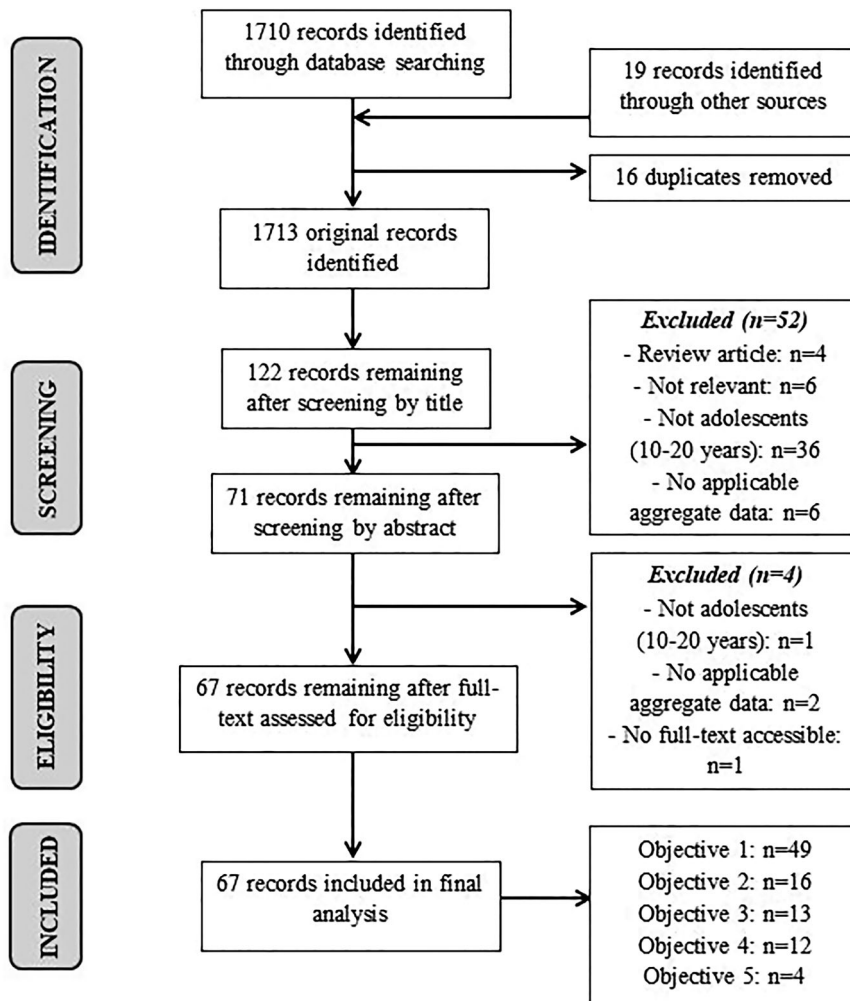 IDENTIFICATION
1710 records identified
through database searching
19 records identified
through other sources
16 duplicates removed
1713 original records
identified
SCREENING
122 records remaining
after screening by title
Excluded (n=52)
- Review article: n=4
- Not relevant: n=6
- Not adolescents
(10-20 years): n=36
- No applicable
aggregate data: n=6
71 records remaining after
screening by abstract
ELIGIBILITY
Excluded (n=4)
- Not adolescents
(10-20 years): n=1
- No applicable
aggregate data: n=2
- No full-text accessible:
n=1
67 records remaining after full-
text assessed for eligibility
INCLUDED
67 records included in final
analysis
Objective 1: n=49
Objective 2: n=16
Objective 3: n=13
Objective 4: n=12
Objective 5: n=4